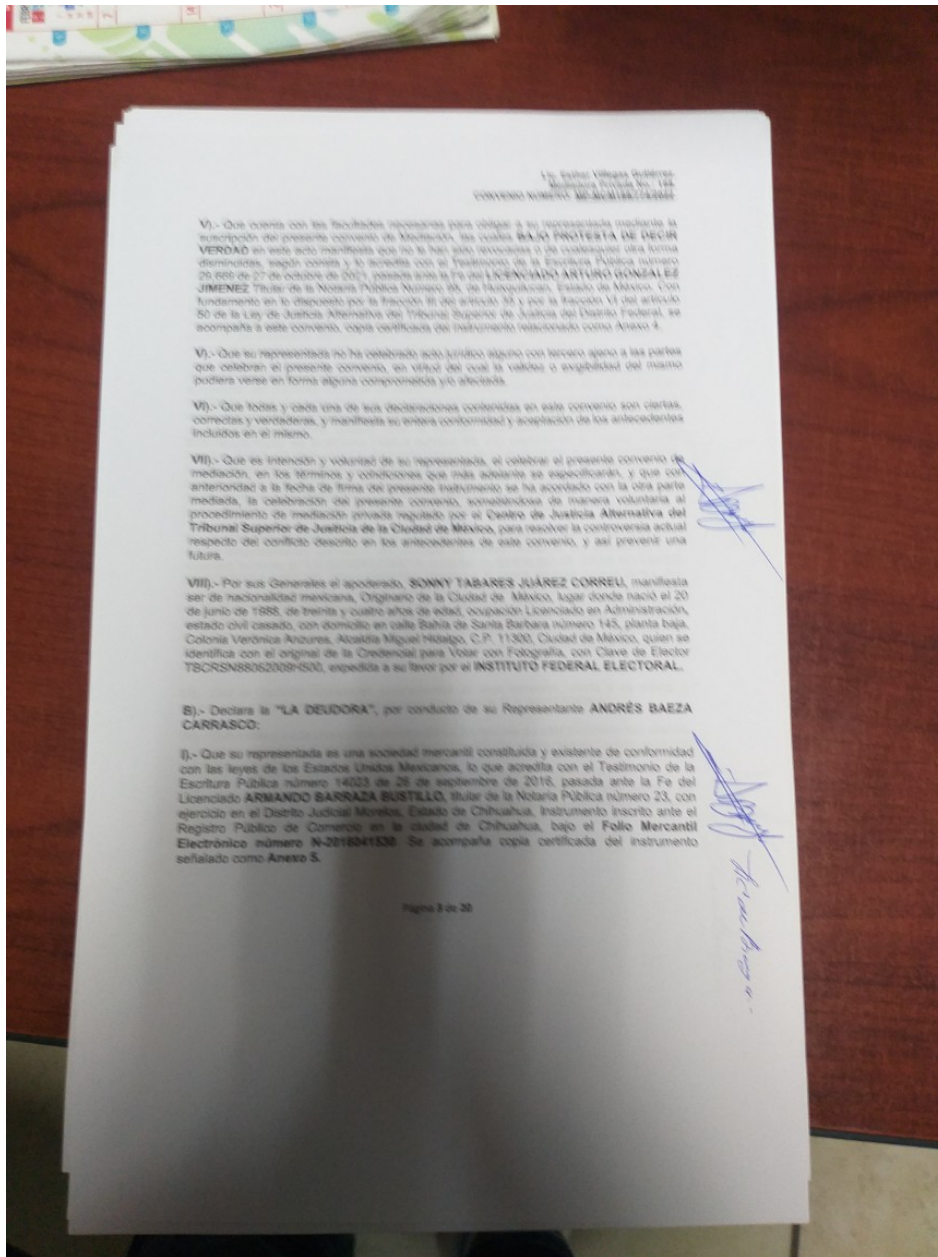 Lic. Esther Villegas Gutiérrez
Mediadora Privada No.
CONVENIO NÚMERO:
V).- Que cuenta con las facultades necesarias para obligar a su representada mediante la
suscripción del presente convenio de Mediación, las cuales BAJO PROTESTA DE DECIR
VERDAD en este acto manifiesta que no le han sido revocadas de cualesquier otra forma
disminuidas, según consta y lo acredita con el Testimonio de la Escritura Pública número
de 27 de octubre de 2021, pasada ante la Fe del LICENCIADO ARTURO GONZÁLEZ
JIMÉNEZ Titular de la Notaría Pública Número de Huixquilucan, Estado de México. Con
fundamento en lo dispuesto por la fracción III del artículo y por la fracción VI del artículo
50 de la Ley de Justicia Alternativa del Tribunal Superior de Justicia del Distrito Federal, se
acompaña a este convenio, copia certificada del instrumento relacionado como Anexo 4.
V).- Que su representada no ha celebrado acto jurídico alguno con tercero ajeno a las partes
que celebran el presente convenio, en virtud del cual la validez o exigibilidad del mismo
pudiera verse en forma alguna comprometida y/o afectada.
VI).- Que todas y cada una de sus declaraciones contenidas en este convenio son ciertas,
correctas y verdaderas, y manifiesta su entera conformidad y aceptación de los antecedentes
incluidos en el mismo.
VII).- Que es intención y voluntad de su representada, el celebrar el presente convenio de
mediación, en los términos y condiciones que más adelante se especificarán, y que con
anterioridad a la fecha de firma del presente instrumento se ha acordado con la otra parte
mediada, la celebración del presente convenio, sometiéndose de manera voluntaria al
procedimiento de mediación privada regulado por el Centro de Justicia Alternativa del
Tribunal Superior de Justicia de la Ciudad de México, para resolver la controversia actual
respecto del conflicto descrito en los antecedentes de este convenio, y así prevenir una
futura.
VIII).- Por sus Generales el apoderado, SONNY TABARES JUÁREZ CORREU, manifiesta
ser de nacionalidad mexicana, Originario de la Ciudad de México, lugar donde nació el 20
de junio de 1988, de treinta y cuatro años de edad, ocupación Licenciado en Administración,
estado civil casado, con domicilio en calle Bahía de Santa Barbara número 145, planta baja,
Colonia Verónica Anzures, Alcaldía Miguel Hidalgo, C.P. 11300, Ciudad de México, quien se
identifica con el original de la Credencial para Votar con Fotografía, con Clave de Elector
TBCRSN88062009H500, expedida a su favor por el INSTITUTO FEDERAL ELECTORAL.
B).- Declara la "LA DEUDORA", por conducto de su Representante ANDRÉS BAEZA
CARRASCO:
I).- Que su representada es una sociedad mercantil constituida y existente de conformidad
con las leyes de los Estados Unidos Mexicanos, lo que acredita con el Testimonio de la
Escritura Pública número 14023 de 28 de septiembre de 2016, pasada ante la Fe del
Licenciado ARMANDO BARRAZA BUSTILLO, titular de la Notaría Pública número 23, con
ejercicio en el Distrito Judicial Morelos, Estado de Chihuahua, Instrumento inscrito ante el
Registro Público de Comercio en la ciudad de Chihuahua, bajo el Folio Mercantil
Electrónico número N-2016041530. Se acompaña copia certificada del instrumento
señalado como Anexo 5.
Página 3 de 20